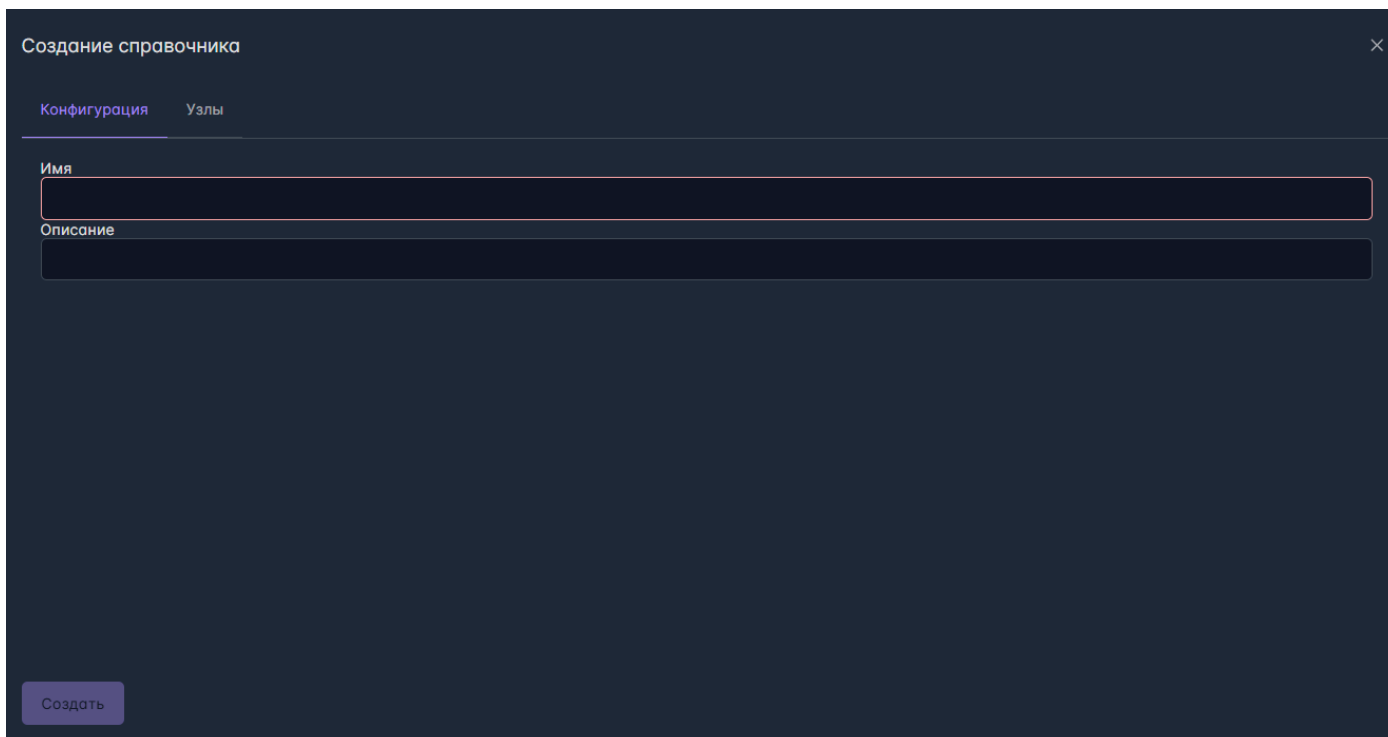 Создание справочника
Конфигурация Узлы
Имя
Описание
Создать